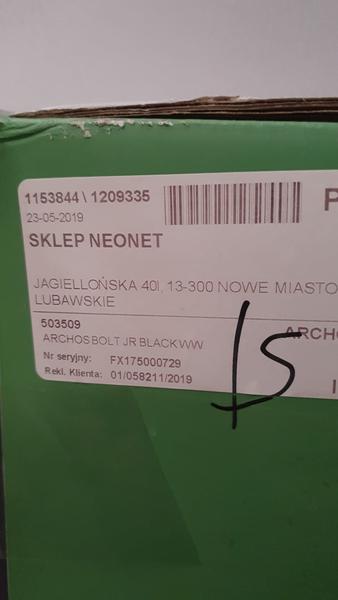 1153844 \ 1209335 P
23-05-2019
SKLEP NEONET
JAGIELLOŃSKA 40I, 13-300 NOWE MIASTO
LUBAWSKIE
503509 ARCHO
ARCHOS BOLT JR BLACK WW
Nr seryjny: FX175000729
Rekl. Klienta: 01/058211/2019
15